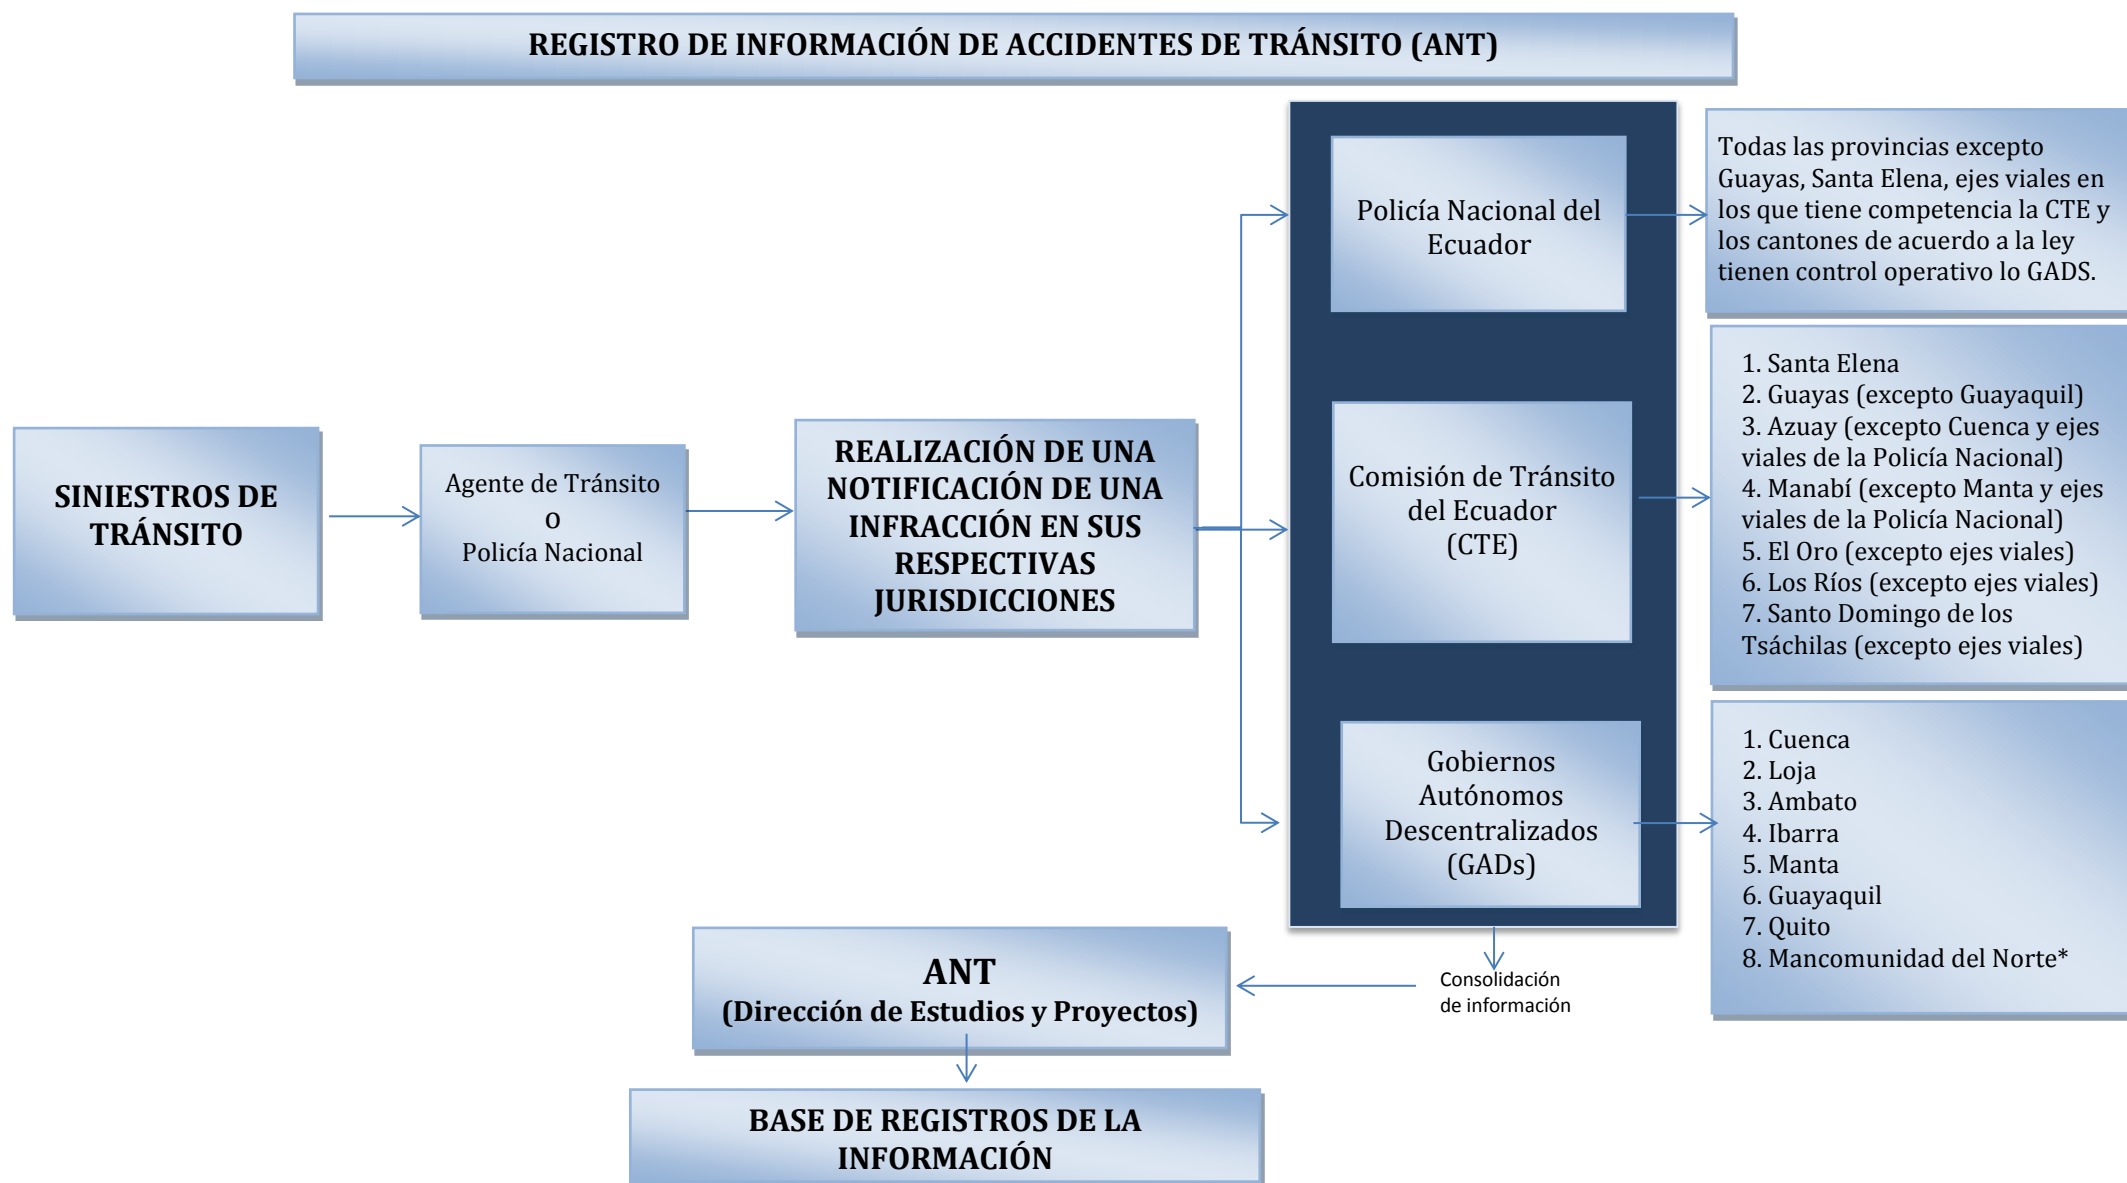 REGISTRO DE INFORMACIÓN DE ACCIDENTES DE TRÁNSITO (ANT)
SINIESTROS DE
TRÁNSITO
Agente de Tránsito
o
Policía Nacional
REALIZACIÓN DE UNA
NOTIFICACIÓN DE UNA
INFRACCIÓN EN SUS
RESPECTIVAS
JURISDICCIONES
Policía Nacional del
Ecuador
Todas las provincias excepto
Guayas, Santa Elena, ejes viales en
los que tiene competencia la CTE y
los cantones de acuerdo a la ley
tienen control operativo lo GADS.
Comisión de Tránsito
del Ecuador
(CTE)
1. Santa Elena
2. Guayas (excepto Guayaquil)
3. Azuay (excepto Cuenca y ejes
viales de la Policía Nacional)
4. Manabí (excepto Manta y ejes
viales de la Policía Nacional)
5. El Oro (excepto ejes viales)
6. Los Ríos (excepto ejes viales)
7. Santo Domingo de los
Tsáchilas (excepto ejes viales)
Gobiernos
Autónomos
Descentralizados
(GADs)
1. Cuenca
2. Loja
3. Ambato
4. Ibarra
5. Manta
6. Guayaquil
7. Quito
8. Mancomunidad del Norte*
Consolidación
de información
ANT
(Dirección de Estudios y Proyectos)
BASE DE REGISTROS DE LA
INFORMACIÓN